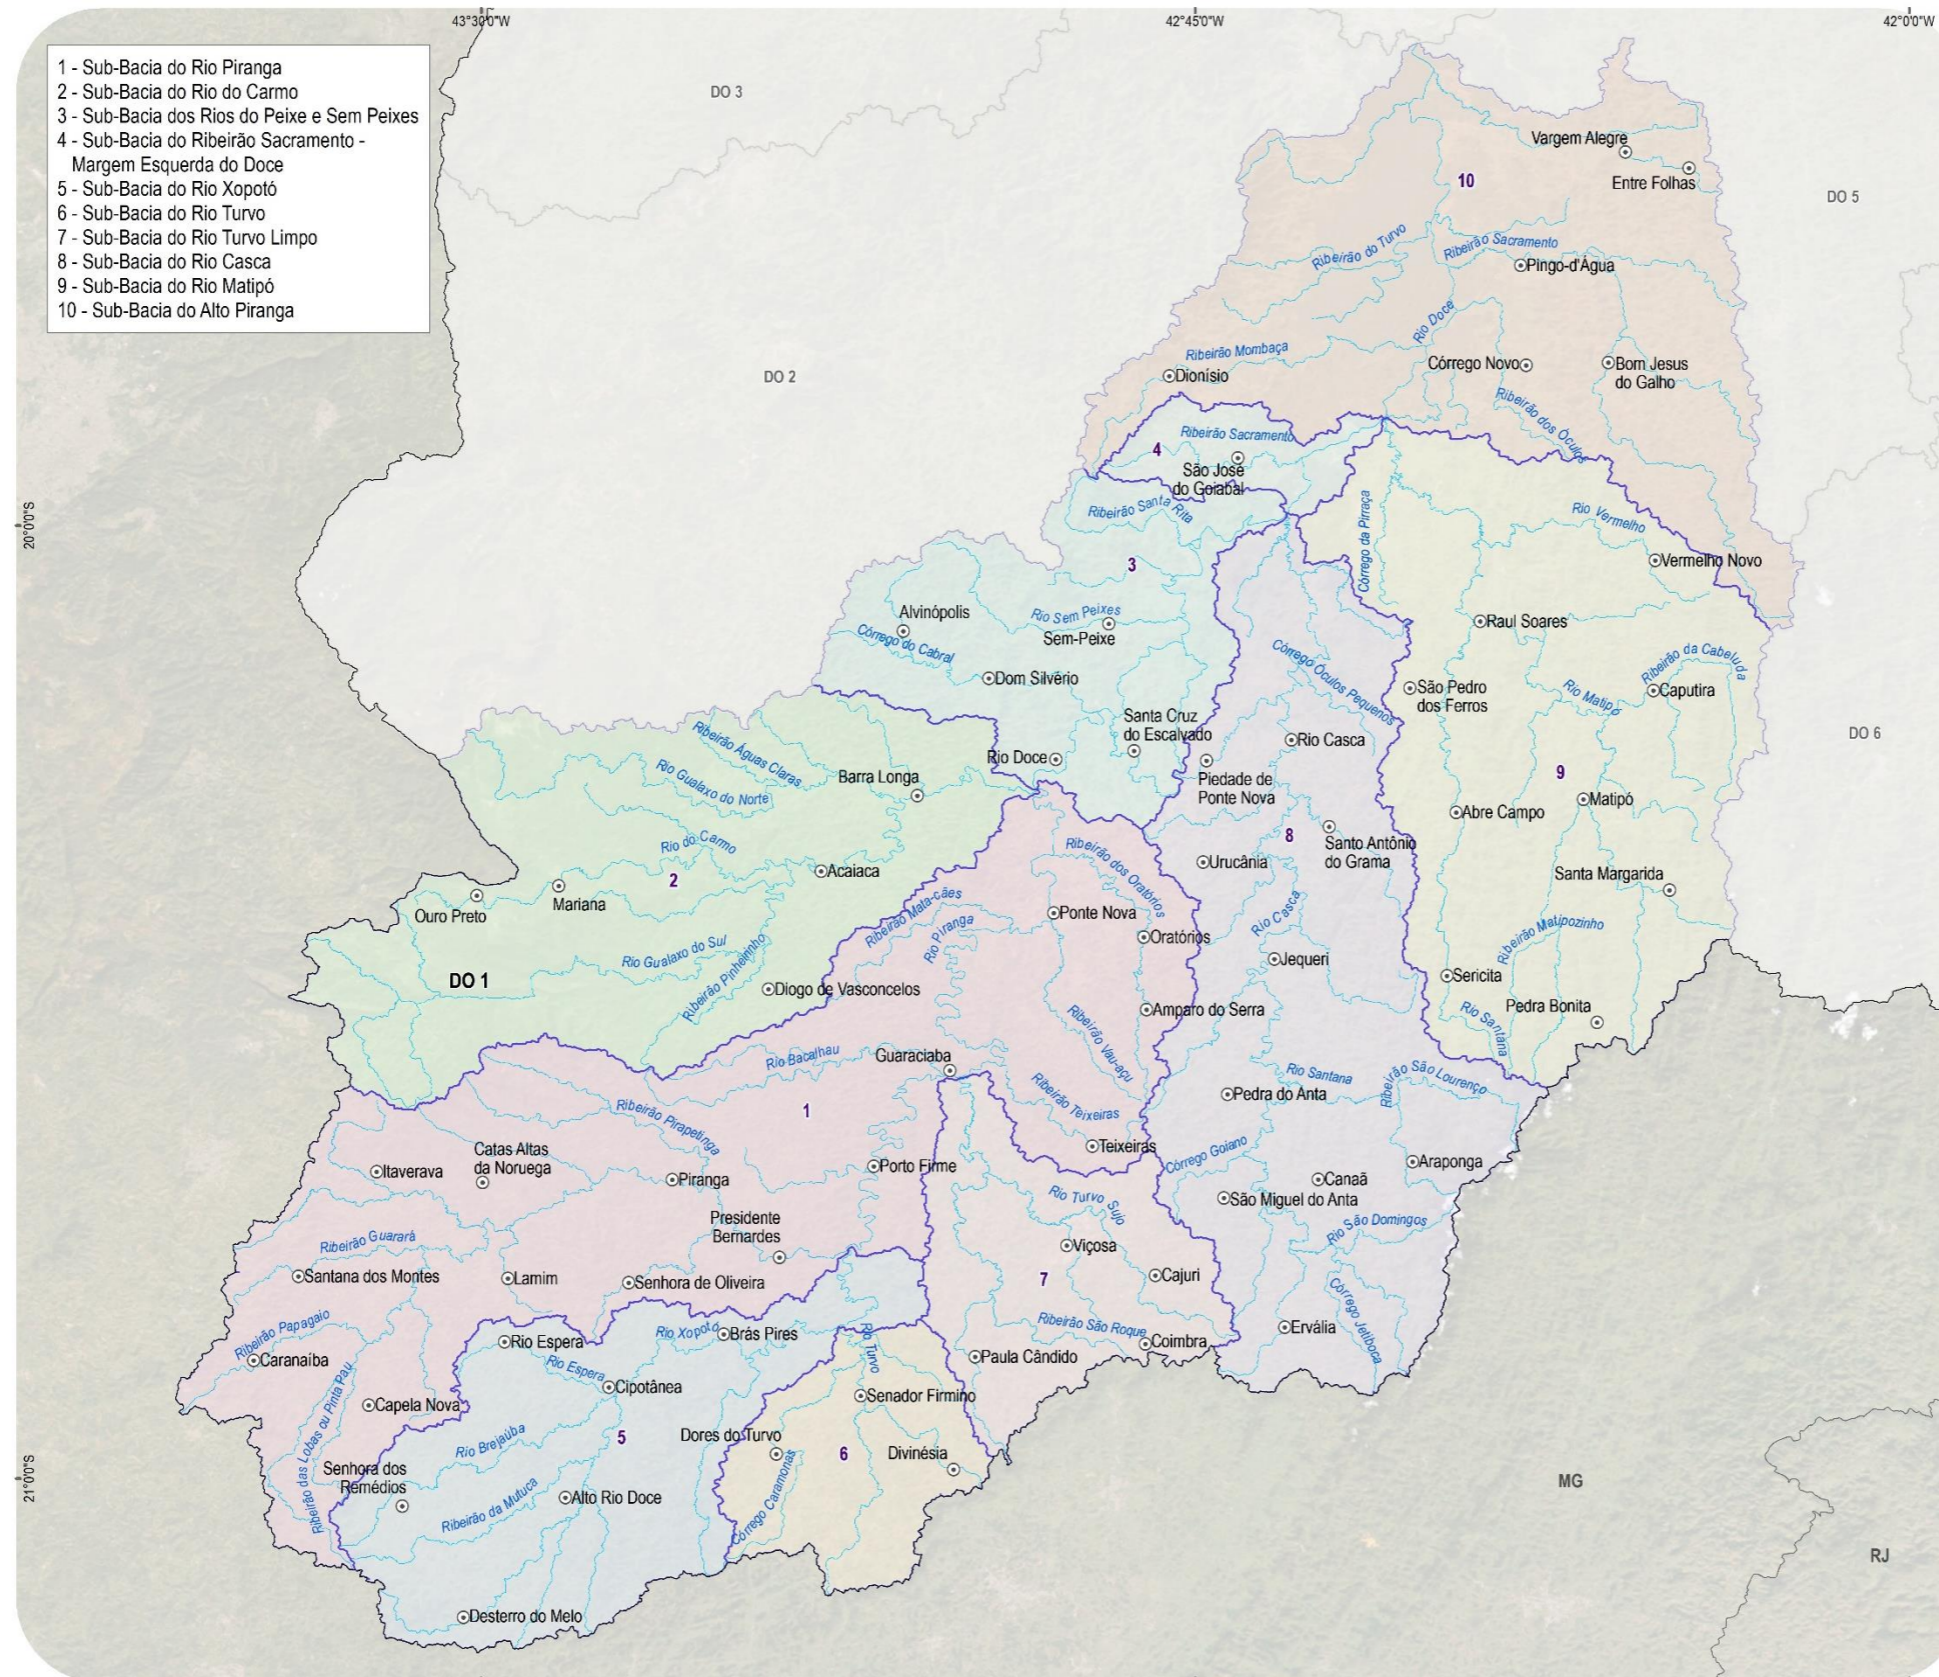 43°30'0"W
42°45'0"W
42°0'0"W
1 - Sub-Bacia do Rio Piranga
2 - Sub-Bacia do Rio do Carmo
3 - Sub-Bacia dos Rios do Peixe e Sem Peixes
4 - Sub-Bacia do Ribeirão Sacramento -
Margem Esquerda do Doce
5 - Sub-Bacia do Rio Xopotó
6 - Sub-Bacia do Rio Turvo
7 - Sub-Bacia do Rio Turvo Limpo
8 - Sub-Bacia do Rio Casca
9 - Sub-Bacia do Rio Matipó
10 - Sub-Bacia do Alto Piranga
DO 3
Vargem Alegre
10
Entre Folhas
DO 5
Ribeirão do Turvo
Ribeirão Sacramento
Pingo-d'Água
Rio Doce
Ribeirão Mombaça
Dionísio
Córrego Novo
Bom Jesus
do Galho
DO 2
Ribeirão dos Óculos
Ribeirão Sacramento
4
São José
do Goiabal
Ribeirão Santa Rita
Córrego da Pirraça
Rio Vermelho
20°0'0"S
3
Vermelho Novo
Alvinópolis
Rio Sem Peixes
Sem-Peixe
Córrego do Cabral
Raul Soares
Dom Silvério
Córrego Óculos Pequenos
Ribeirão da Cabeluda
São Pedro
dos Ferros
Rio Matipó
Caputira
Santa Cruz
do Escalvado
Ribeirão Águas Claras
Rio Doce
Rio Casca
DO 6
Rio Gualaxo do Norte
Barra Longa
Piedade de
Ponte Nova
9
Matipó
Abre Campo
8
Santo Antônio
do Grama
Rio do Carmo
Ribeirão dos Oratórios
Urucânia
2
Acaiaca
Santa Margarida
Ouro Preto
Mariana
Ribeirão Mata-cães
Rio Piranga
Ponte Nova
Rio Casca
Ribeirão Matipozinho
Oratórios
Rio Gualaxo do Sul
Ribeirão Pinheirinho
Jequeri
DO 1
Diogo de Vasconcelos
Sericita
Amparo do Serra
Rio Santana
Pedra Bonita
Ribeirão Vau-açu
Rio Bacalhau
Guaraciaba
Rio Santana
Ribeirão São Lourenço
Ribeirão Teixeiras
Pedra do Anta
1
Ribeirão Pirapetinga
Catas Altas
da Noruega
Teixeiras
Córrego Goiano
Itaverava
Piranga
Porto Firme
Araponga
Canaã
São Miguel do Anta
Rio Turvo Sujo
Presidente
Bernardes
Rio São Domingos
Ribeirão Guarará
Viçosa
Santana dos Montes
Lamim
Senhora de Oliveira
7
Cajuri
Córrego Jetiboca
Ribeirão Papagaio
Rio Espera
Rio Xopotó
Brás Pires
Rio Turvo
Ribeirão São Roque
Coimbra
Ervália
Caranaíba
Rio Espera
Paula Cândido
Cipotânea
Senador Firmino
Capela Nova
Ribeirão das Lobas ou Pinta Pau
Rio Brejaúba
5
Dores do Turvo
6
Divinésia
21°0'0"S
Senhora dos
Remédios
Ribeirão da Mutuca
Alto Rio Doce
Córrego Caramonas
MG
RJ
Desterro do Melo